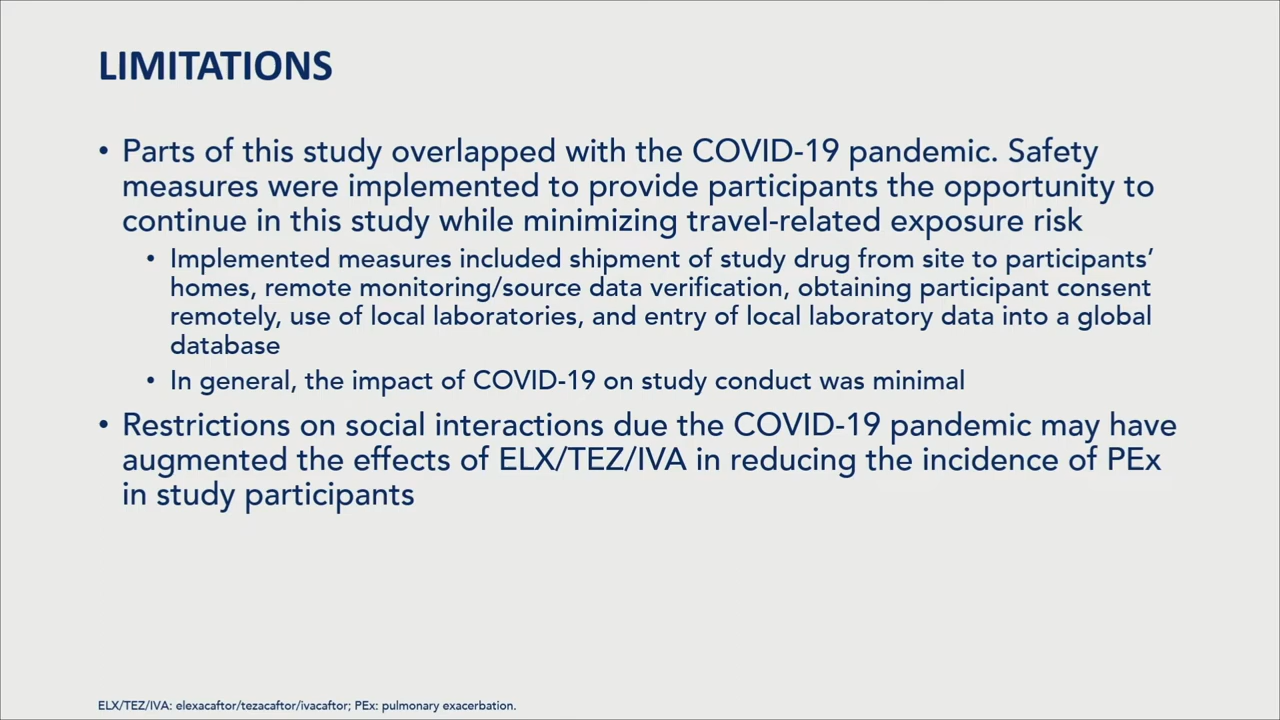 LIMITATIONS
• Parts of this study overlapped with the COVID-19 pandemic. Safety
measures were implemented to provide participants the opportunity to
continue in this study while minimizing travel-related exposure risk
• Implemented measures included shipment of study drug from site to participants'
homes, remote monitoring/source data verification, obtaining participant consent
remotely, use of local laboratories, and entry of local laboratory data into a global
database
• In general, the impact of COVID-19 on study conduct was minimal
• Restrictions on social interactions due the COVID-19 pandemic may have
augmented the effects of ELX/TEZ/IVA in reducing the incidence of PEx
in study participants
ELX/TEZ/IVA: elexacaftor/tezacaftor/ivacaftor; PEx: pulmonary exacerbation.